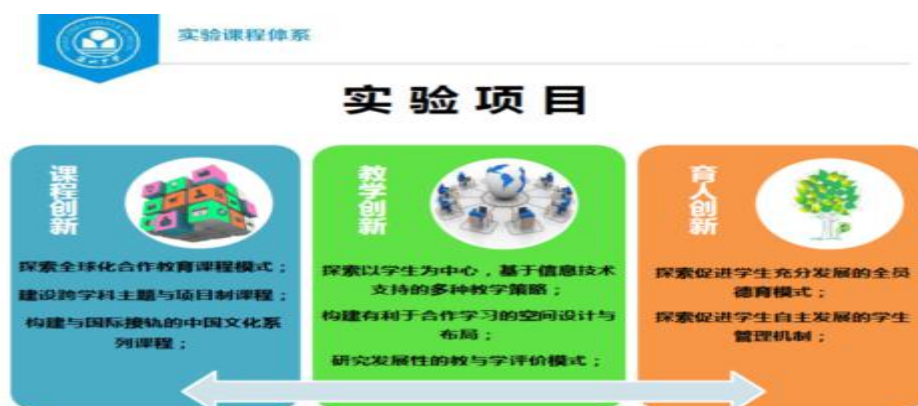 实验课程体系
实验项目
课程创新
探索全球化合作教育课程模式；
建设跨学科主题与项目制课程；
构建与国际接轨的中国文化系
列课程；
教学创新
探索以学生为中心，基于信息技术
支持的多种教学策略；
构建有利于合作学习的空间设计与
布局；
研究发展性的教与学评价模式；
育人创新
探索促进学生充分发展的全员
德育模式；
探索促进学生自主发展的学生
管理机制；